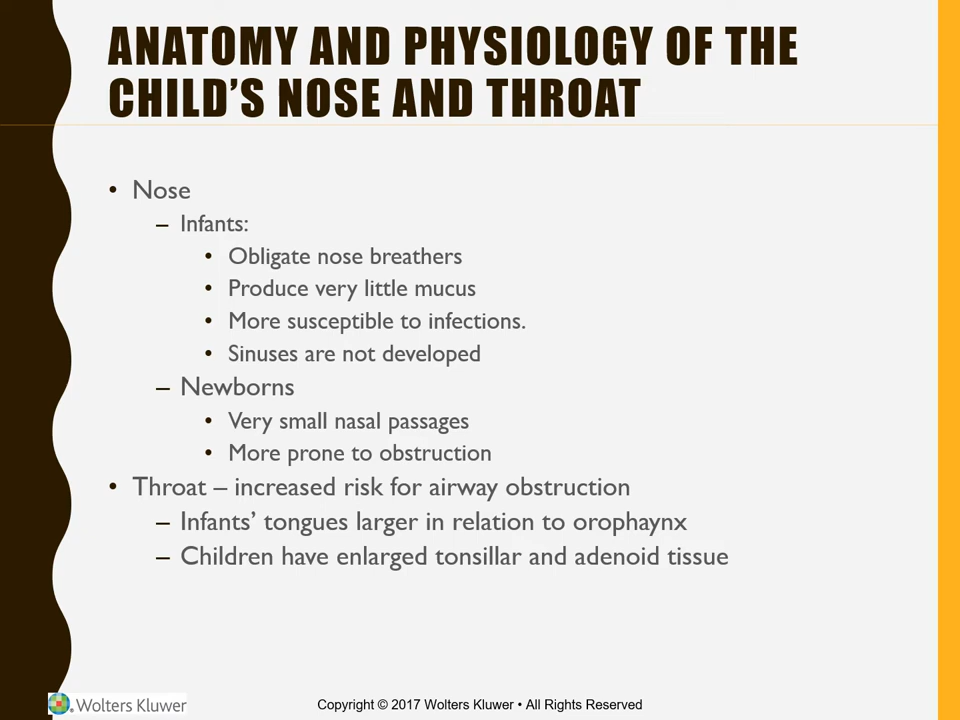 ANATOMY AND PHYSIOLOGY OF THE
CHILD’S NOSE AND THROAT
• Nose
– Infants:
• Obligate nose breathers
• Produce very little mucus
• More susceptible to infections.
• Sinuses are not developed
– Newborns
• Very small nasal passages
• More prone to obstruction
• Throat – increased risk for airway obstruction
– Infants’ tongues larger in relation to orophaynx
– Children have enlarged tonsillar and adenoid tissue
Wolters Kluwer
Copyright © 2017 Wolters Kluwer • All Rights Reserved